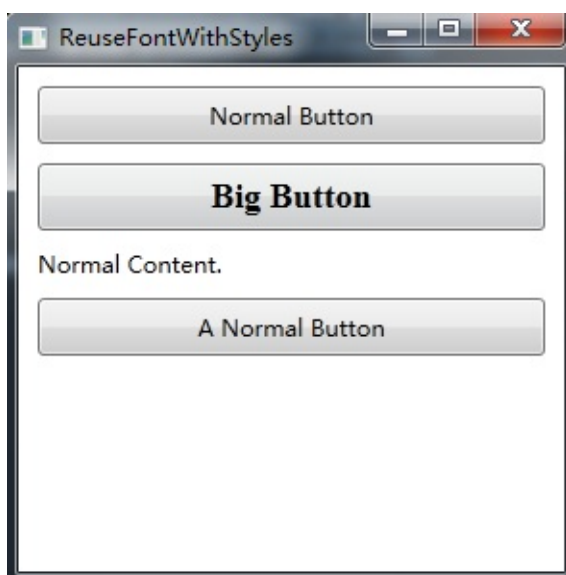 ReuseFontWithStyles
Normal Button
Big Button
Normal Content.
A Normal Button